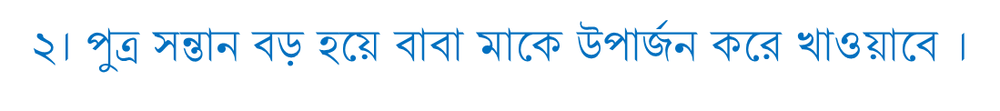 ২। পুত্র সন্তান বড় হয়ে বাবা মাকে উপার্জন করে খাওয়াবে ।